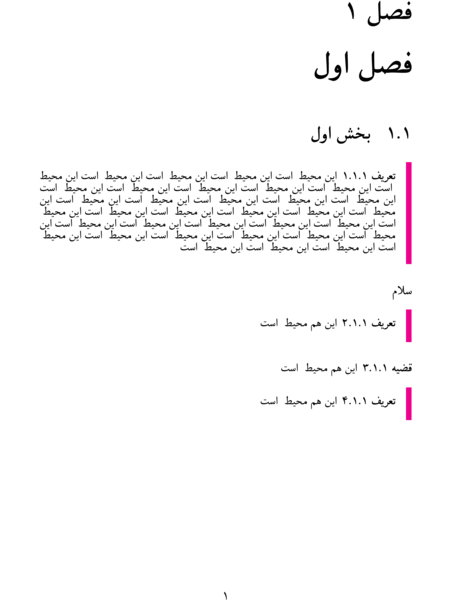 فصل ۱
فصل اول
۱.۱ بخش اول
تعریف ۱.۱.۱ این محیط است این محیط است این محیط است این محیط است این محیط
است این محیط است این محیط است این محیط است این محیط است این محیط است
این محیط است این محیط است این محیط است این محیط است این محیط است این
محیط است این محیط است این محیط است این محیط است این محیط است این محیط
است این محیط است این محیط است این محیط است این محیط است این محیط است این
محیط است این محیط است این محیط است این محیط است این محیط است این محیط
است این محیط است این محیط است این محیط است
سلام
تعریف ۲.۱.۱ این هم محیط است
قضیه ۳.۱.۱ این هم محیط است
تعریف ۴.۱.۱ این هم محیط است
۱